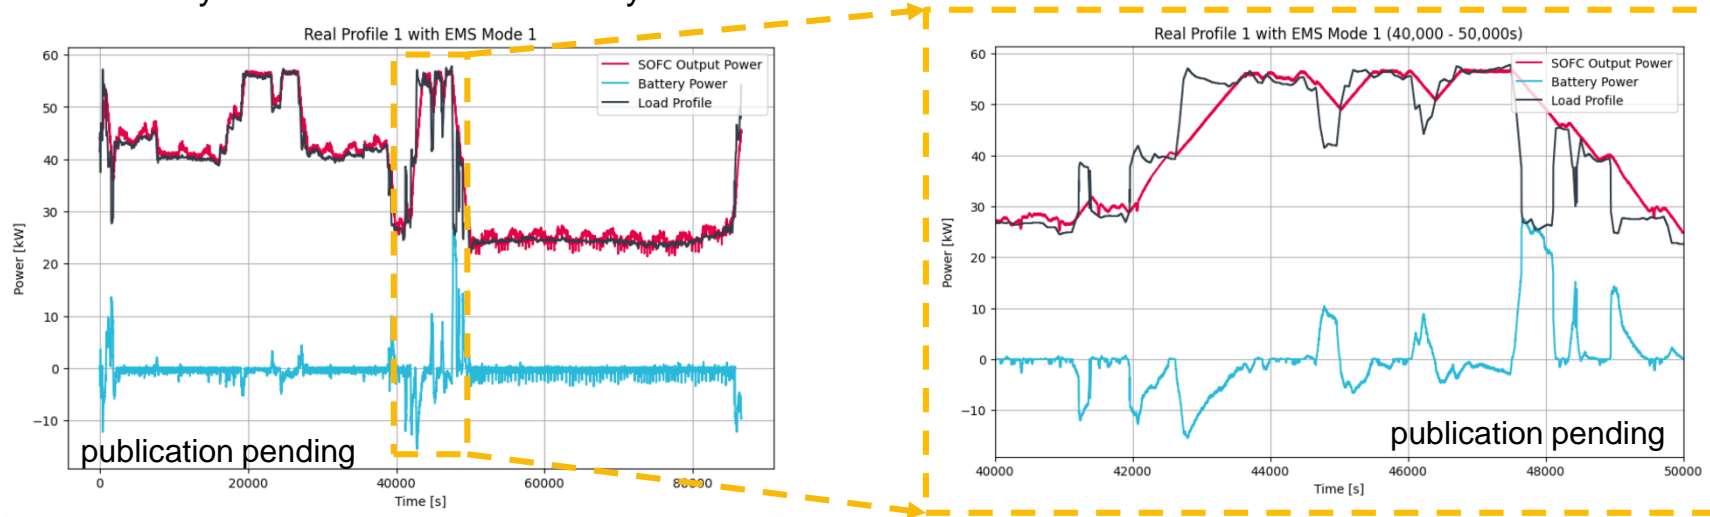 Real Profile 1 with EMS Mode 1
60
50
40
30
20
10
0
−10
Power [kW]
SOFC Output Power
Battery Power
Load Profile
publication pending
0
20000
40000
60000
80000
Time [s]
Real Profile 1 with EMS Mode 1 (40,000 - 50,000s)
60
50
40
30
20
10
0
−10
Power [kW]
SOFC Output Power
Battery Power
Load Profile
publication pending
40000
42000
44000
46000
48000
50000
Time [s]